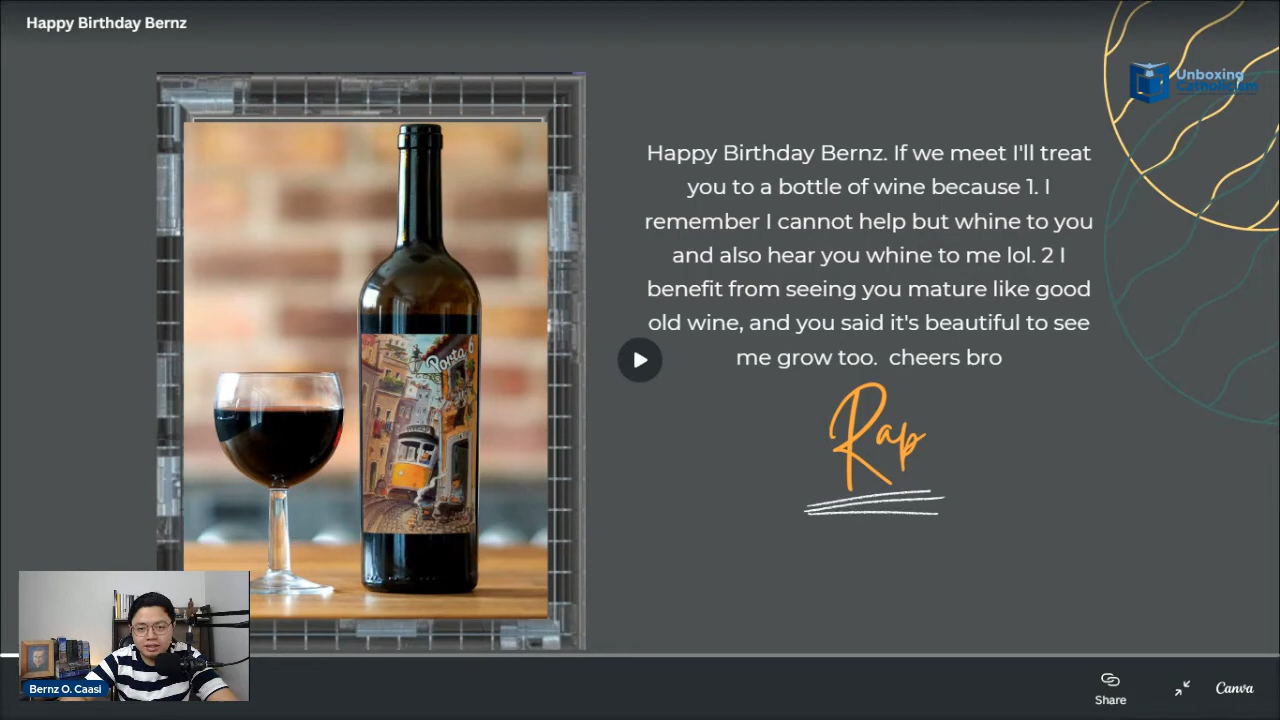 Happy Birthday Bernz
Unboxing
Catholicism
Happy Birthday Bernz. If we meet I'll treat
you to a bottle of wine because 1. I
remember I cannot help but whine to you
and also hear you whine to me lol. 2 I
benefit from seeing you mature like good
old wine, and you said it's beautiful to see
me grow too.  cheers bro
Rap
Porta 6
Bernz O. Caasi
Share
Canva